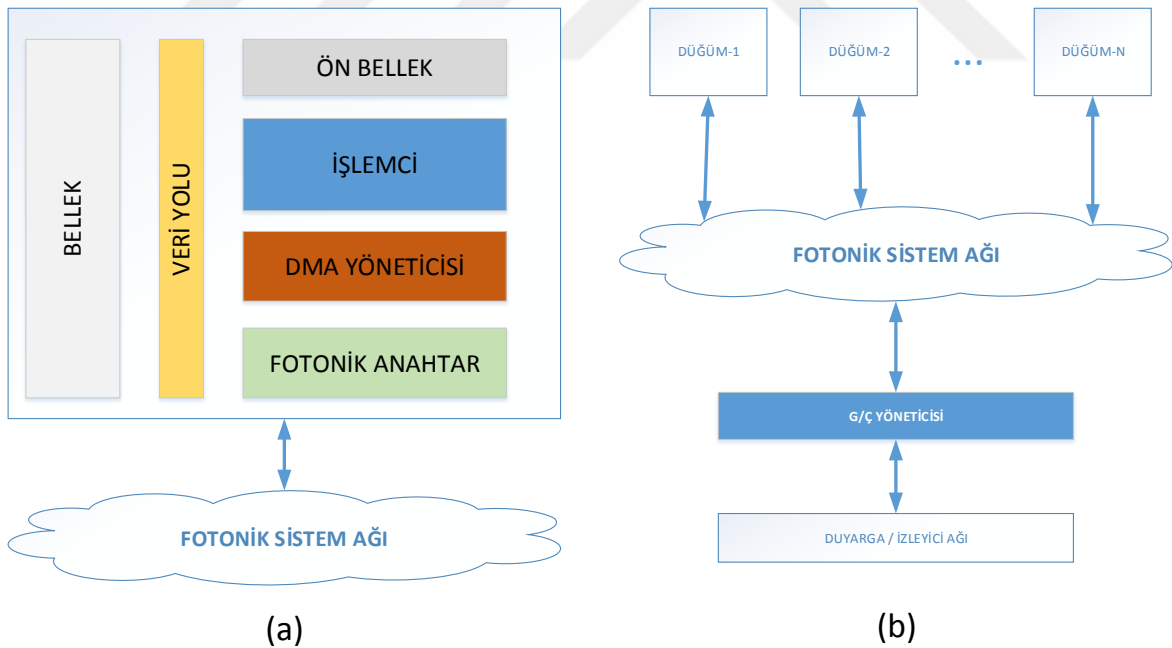 BELLEK
VERİ YOLU
ÖN BELLEK
İŞLEMCİ
DMA YÖNETİCİSİ
FOTONİK ANAHTAR
FOTONİK SİSTEM AĞI
(a)
DÜĞÜM-1
DÜĞÜM-2
...
DÜĞÜM-N
FOTONİK SİSTEM AĞI
G/Ç YÖNETİCİSİ
DUYARGA / İZLEYİCİ AĞI
(b)